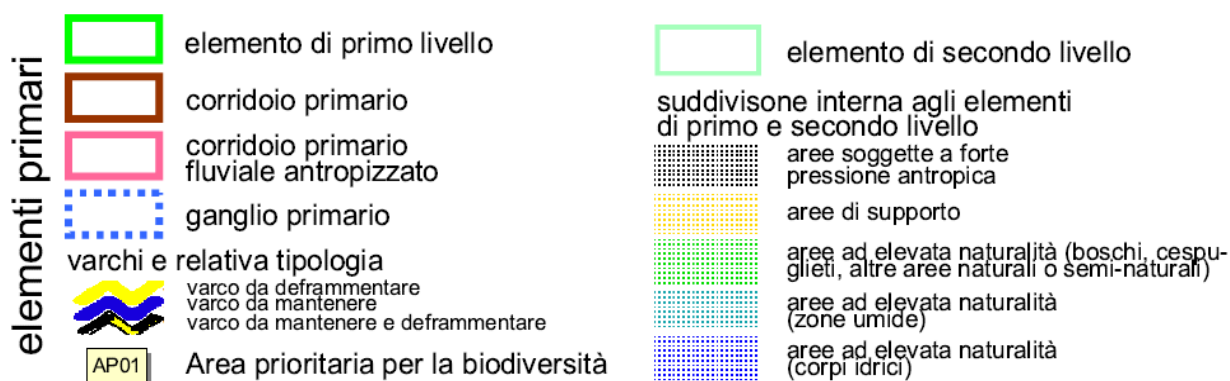 elementi primari
elemento di primo livello
corridoio primario
corridoio primario
fluviale antropizzato
ganglio primario
varchi e relativa tipologia
varco da deframmentare
varco da mantenere
varco da mantenere e deframmentare
AP01
Area prioritaria per la biodiversità
elemento di secondo livello
suddivisone interna agli elementi
di primo e secondo livello
aree soggette a forte
pressione antropica
aree di supporto
aree ad elevata naturalità (boschi, cespu-
glieti, altre aree naturali o semi-naturali)
aree ad elevata naturalità
(zone umide)
aree ad elevata naturalità
(corpi idrici)